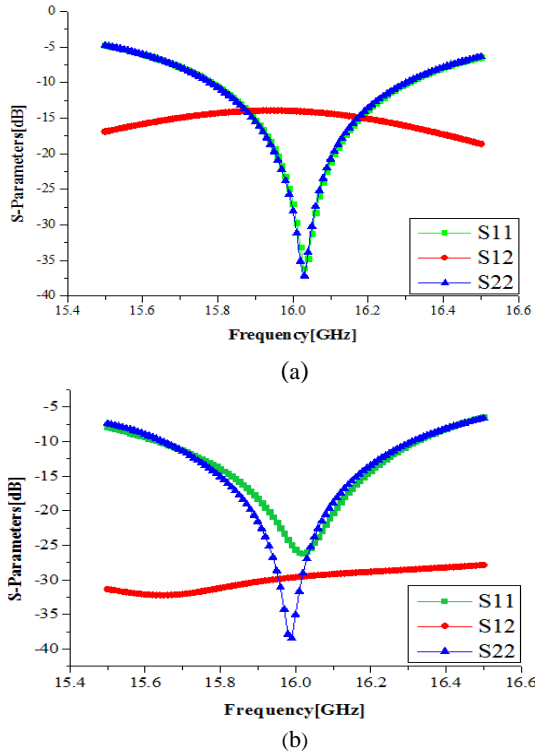 0
-5
-10
-15
-20
-25
-30
-35
-40
S-Parameters[dB]
S11
S12
S22
15.4 15.6 15.8 16.0 16.2 16.4 16.6
Frequency[GHz]
(a)
-5
-10
-15
-20
-25
-30
-35
-40
S-Parameters[dB]
S11
S12
S22
15.4 15.6 15.8 16.0 16.2 16.4 16.6
Frequency[GHz]
(b)